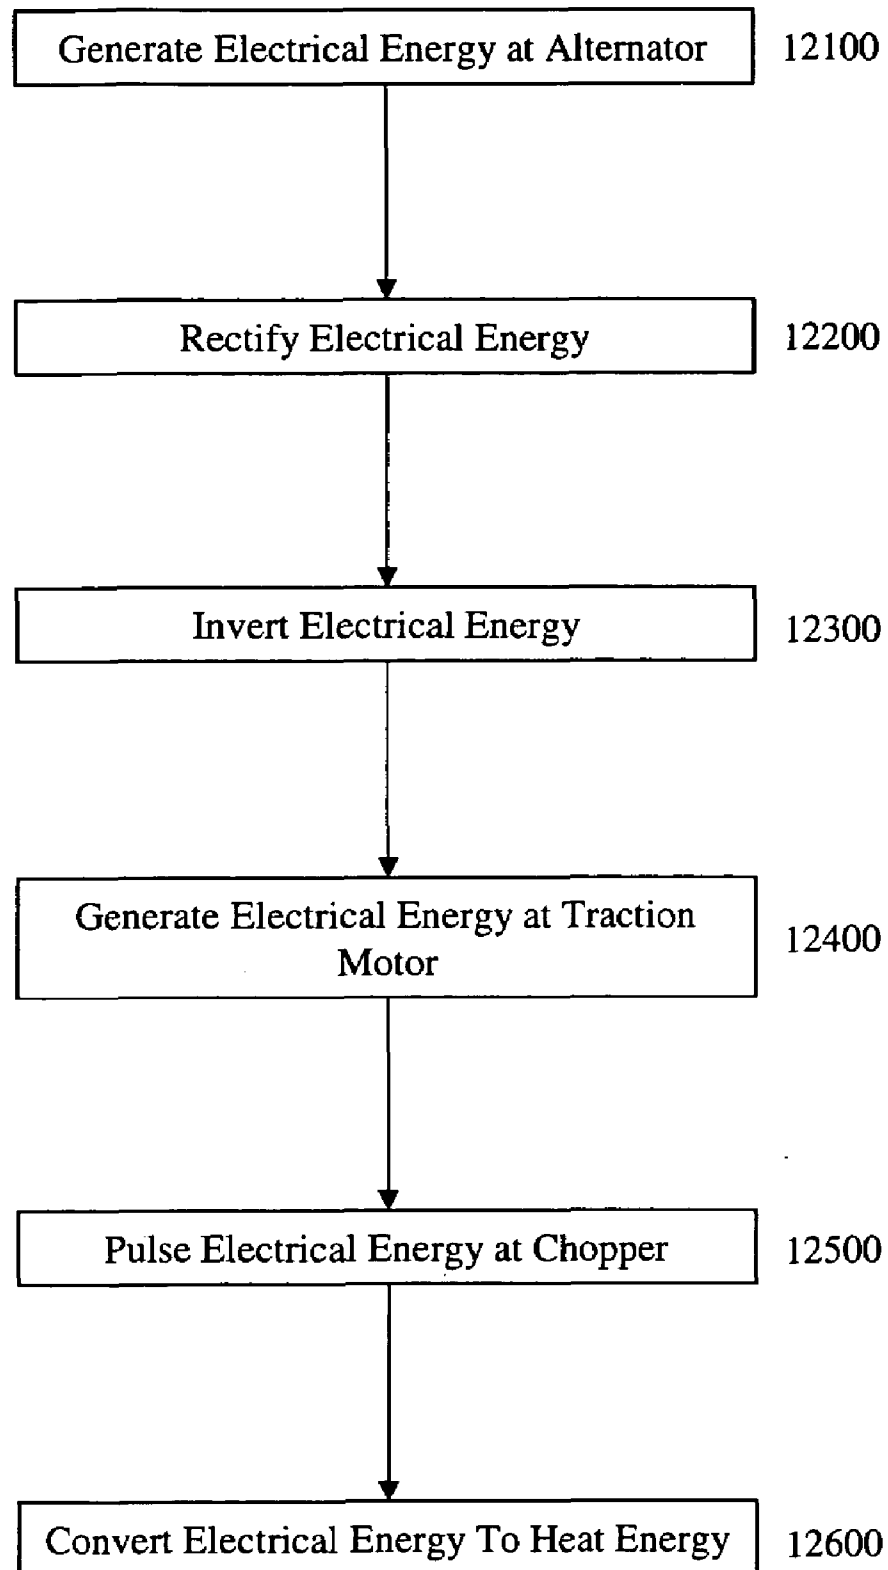 Generate Electrical Energy at Alternator 12100
Rectify Electrical Energy 12200
Invert Electrical Energy 12300
Generate Electrical Energy at Traction
Motor
12400
Pulse Electrical Energy at Chopper 12500
Convert Electrical Energy To Heat Energy 12600